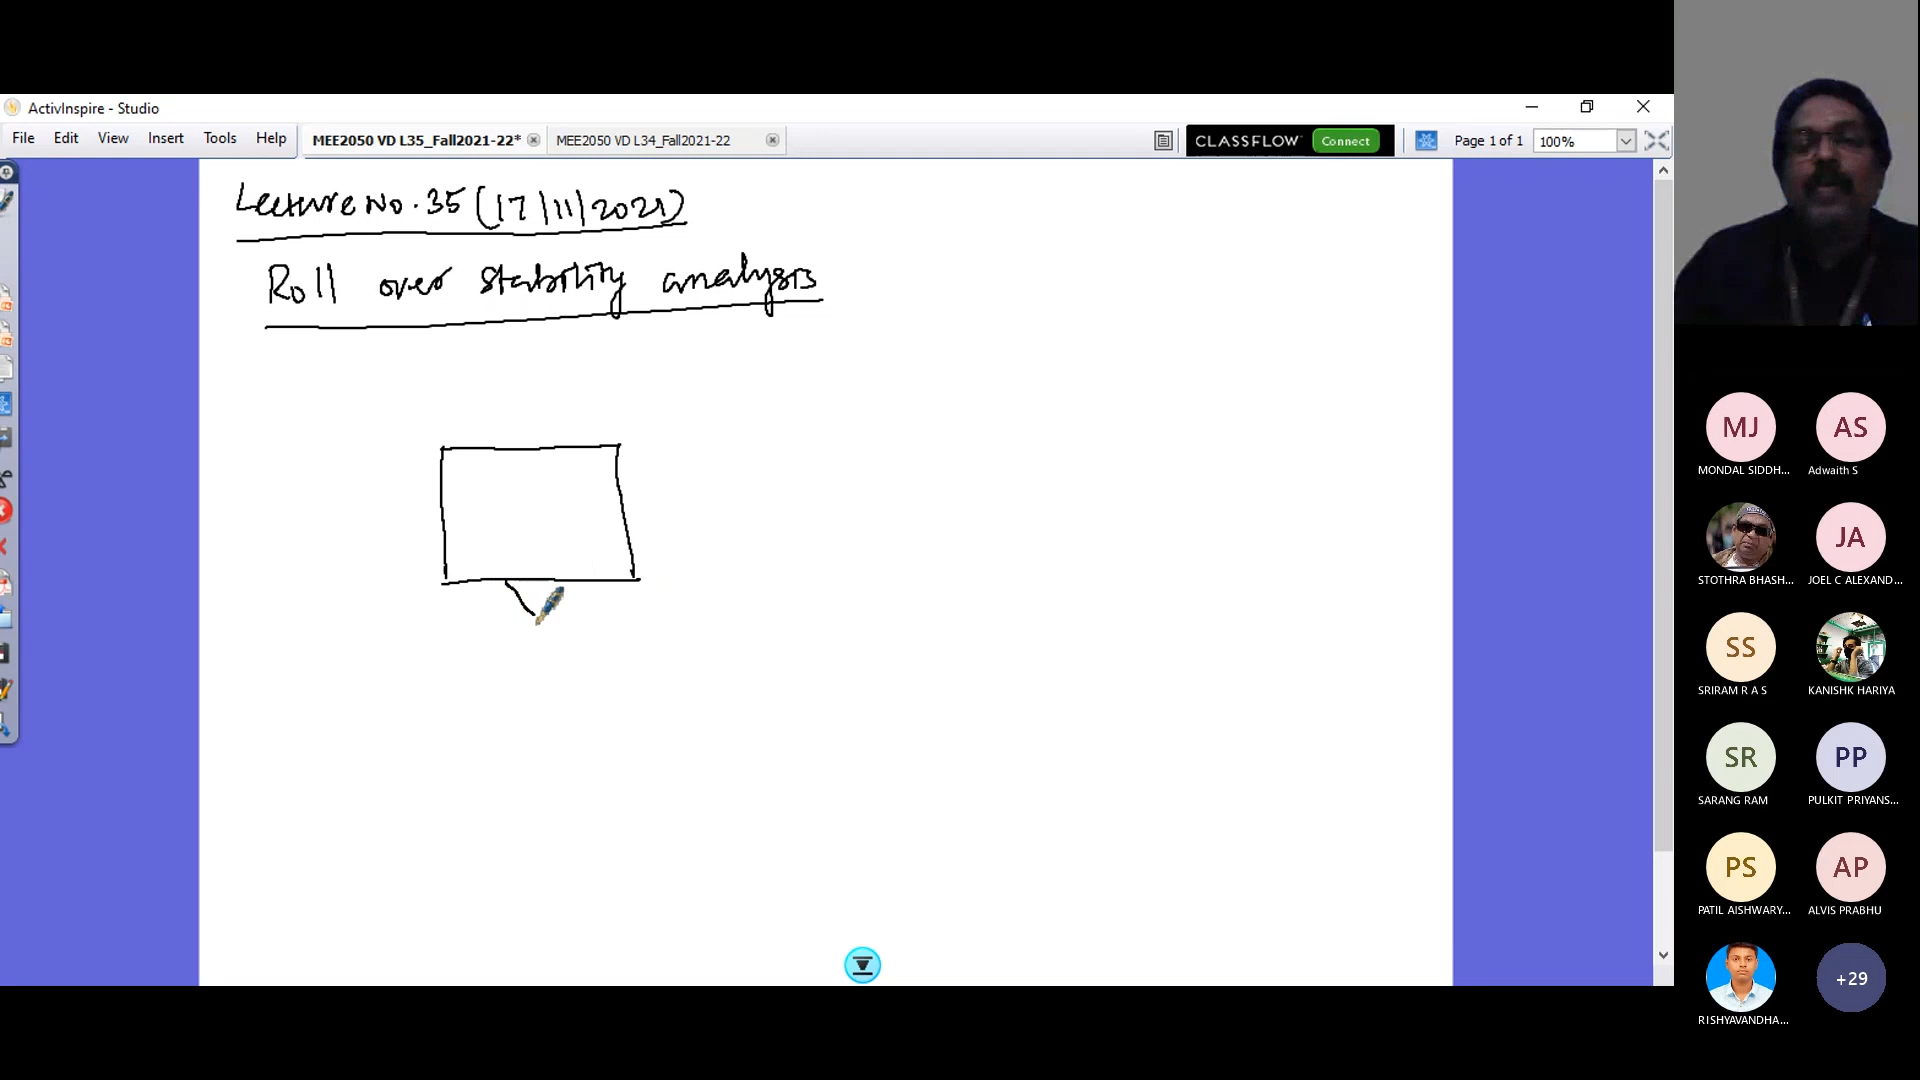 ActivInspire - Studio
File Edit View Insert Tools Help
MEE2050 VD L35_Fall2021-22* MEE2050 VD L34_Fall2021-22
CLASSFLOW Connect
Page 1 of 1 100%
Lecture No. 35 (17/11/2021)
Roll over stability analysis
MJ AS
MONDAL SIDDH... Adwaith S
JA
STOTHRA BHASH... JOEL C ALEXAND...
SS
SRIRAM R A S KANISHK HARIYA
SR PP
SARANG RAM PULKIT PRIYANS...
PS AP
PATIL AISHWARY... ALVIS PRABHU
+29
RISHYAVANDHA...